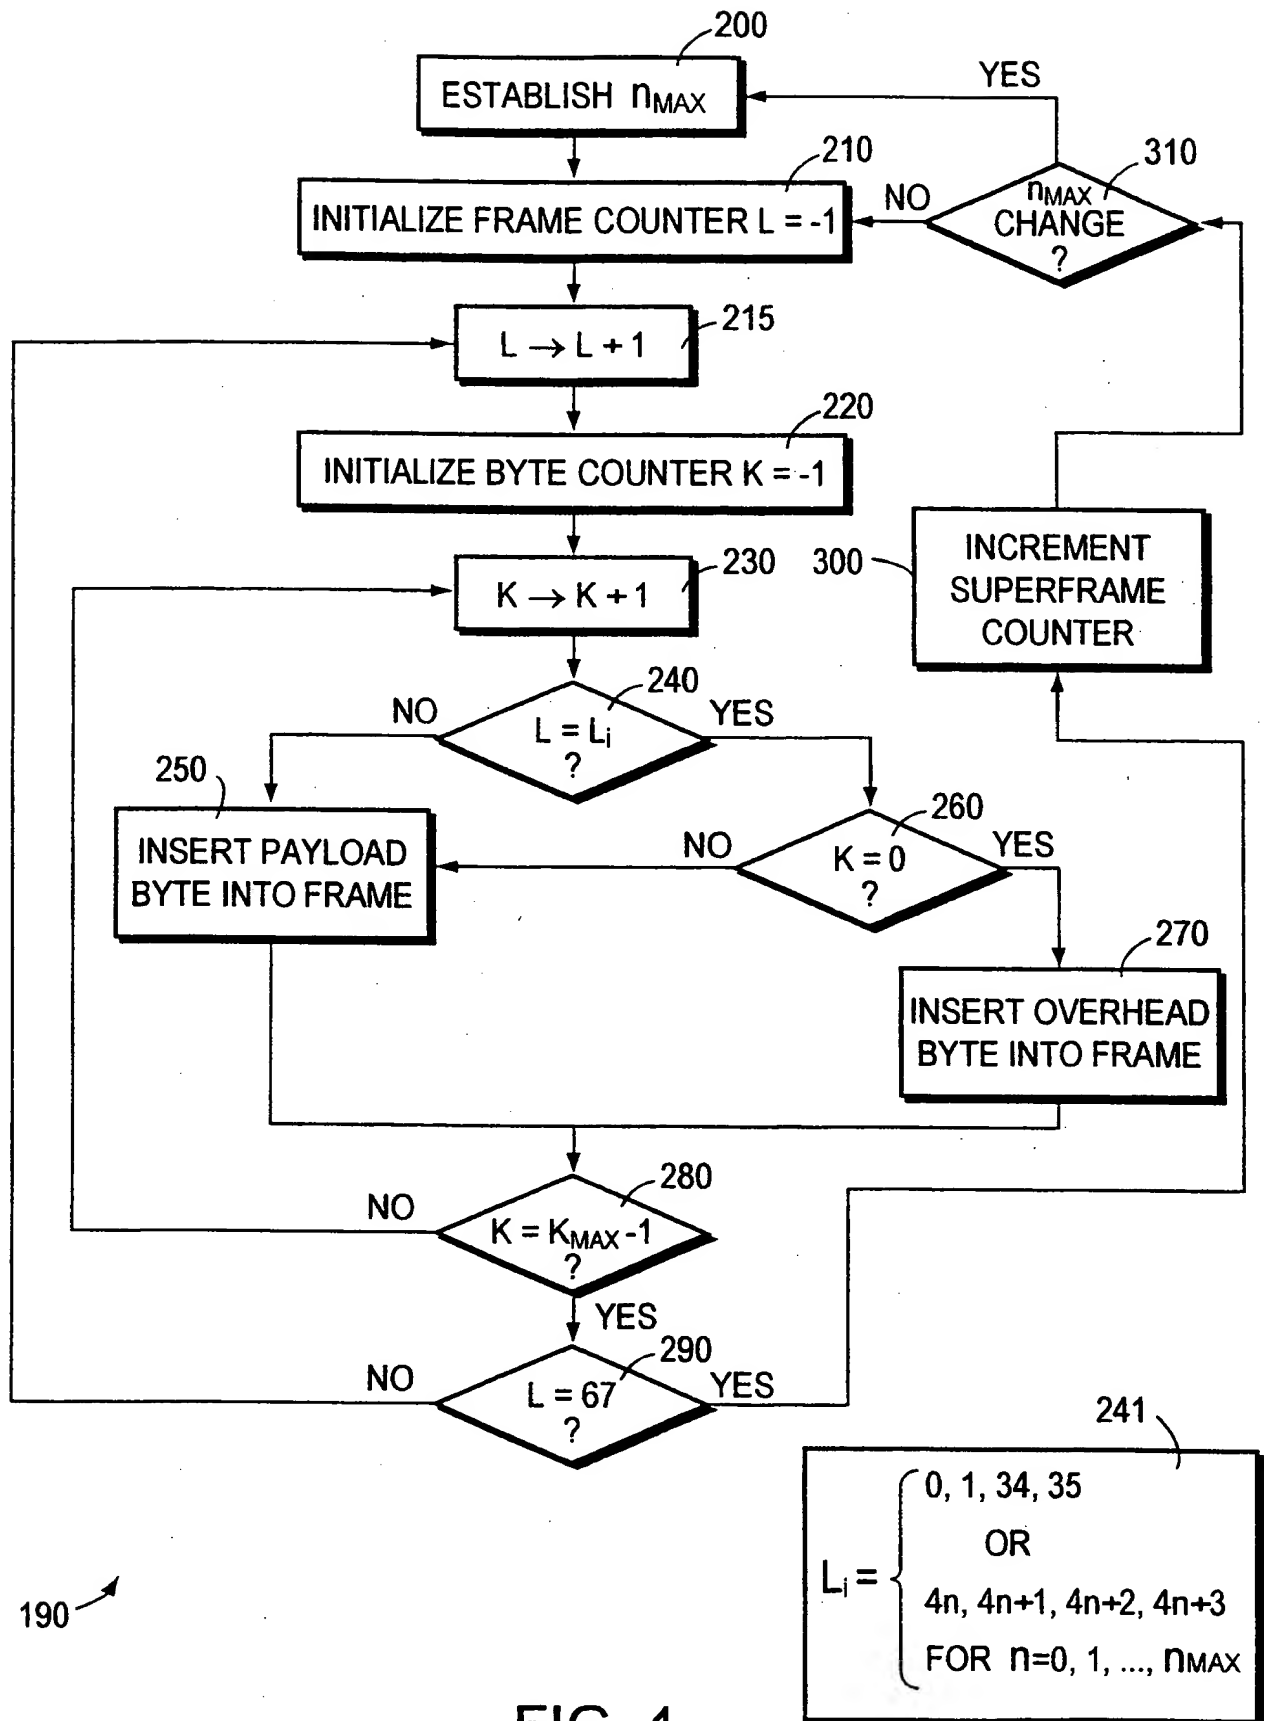 200
ESTABLISH nMAX
YES
210
INITIALIZE FRAME COUNTER L = -1
NO
310
nMAX
CHANGE
?
215
L → L + 1
220
INITIALIZE BYTE COUNTER K = -1
230
K → K + 1
300
INCREMENT
SUPERFRAME
COUNTER
240
NO
L = Li
?
YES
250
INSERT PAYLOAD
BYTE INTO FRAME
260
NO
K = 0
?
YES
270
INSERT OVERHEAD
BYTE INTO FRAME
280
NO
K = KMAX -1
?
YES
290
NO
L = 67
?
YES
241
Li =
0, 1, 34, 35
OR
4n, 4n+1, 4n+2, 4n+3
FOR n=0, 1, ..., nMAX
190